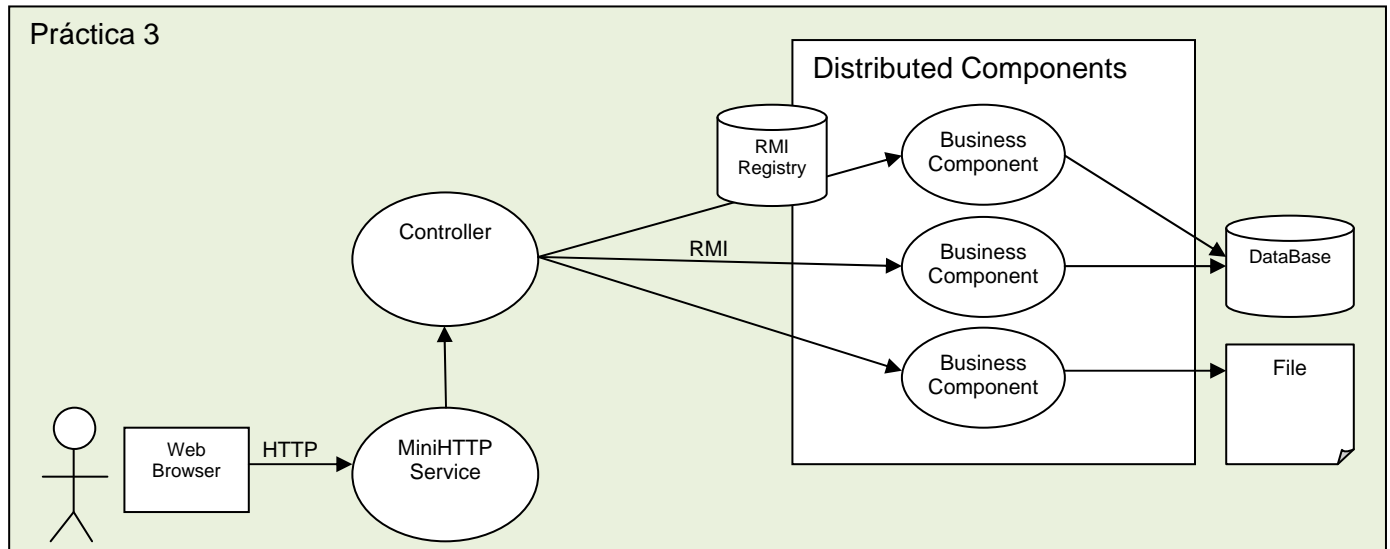 Práctica 3
Distributed Components
RMI
Registry
Business
Component
Controller
RMI
Business
Component
DataBase
Business
Component
File
Web
Browser
HTTP
MiniHTTP
Service